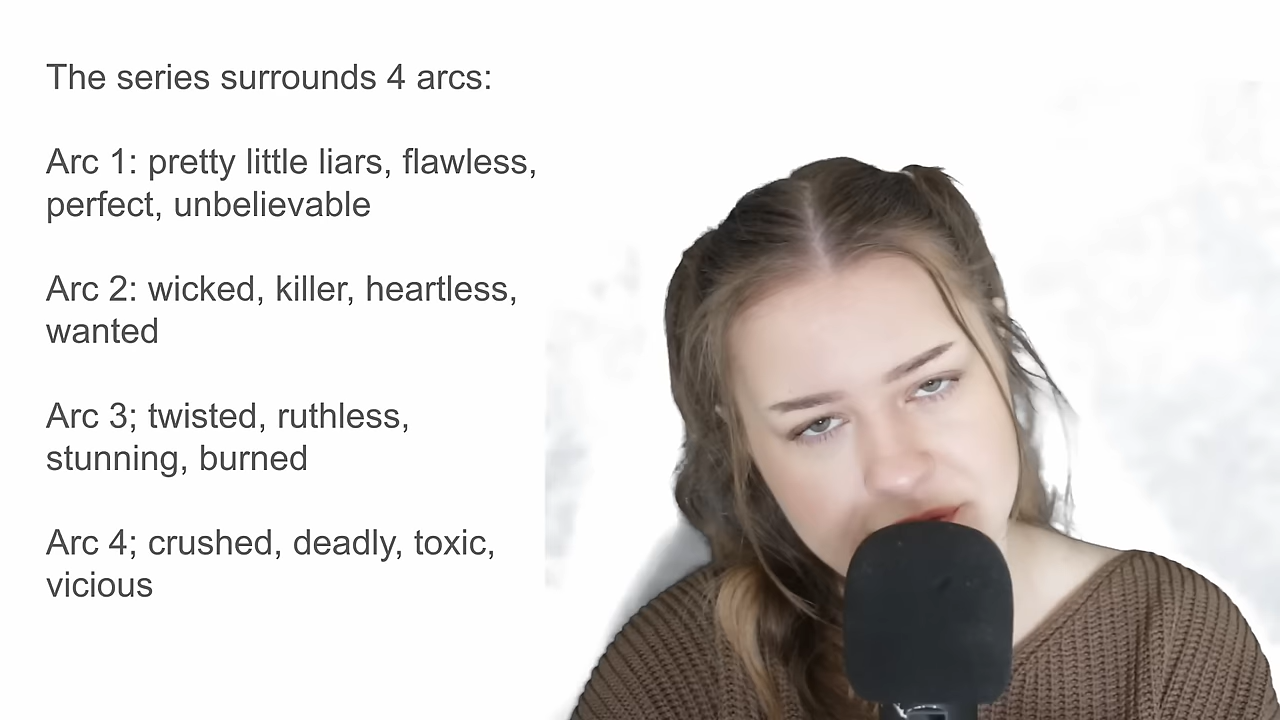 The series surrounds 4 arcs:
Arc 1: pretty little liars, flawless,
perfect, unbelievable
Arc 2: wicked, killer, heartless,
wanted
Arc 3; twisted, ruthless,
stunning, burned
Arc 4; crushed, deadly, toxic,
vicious